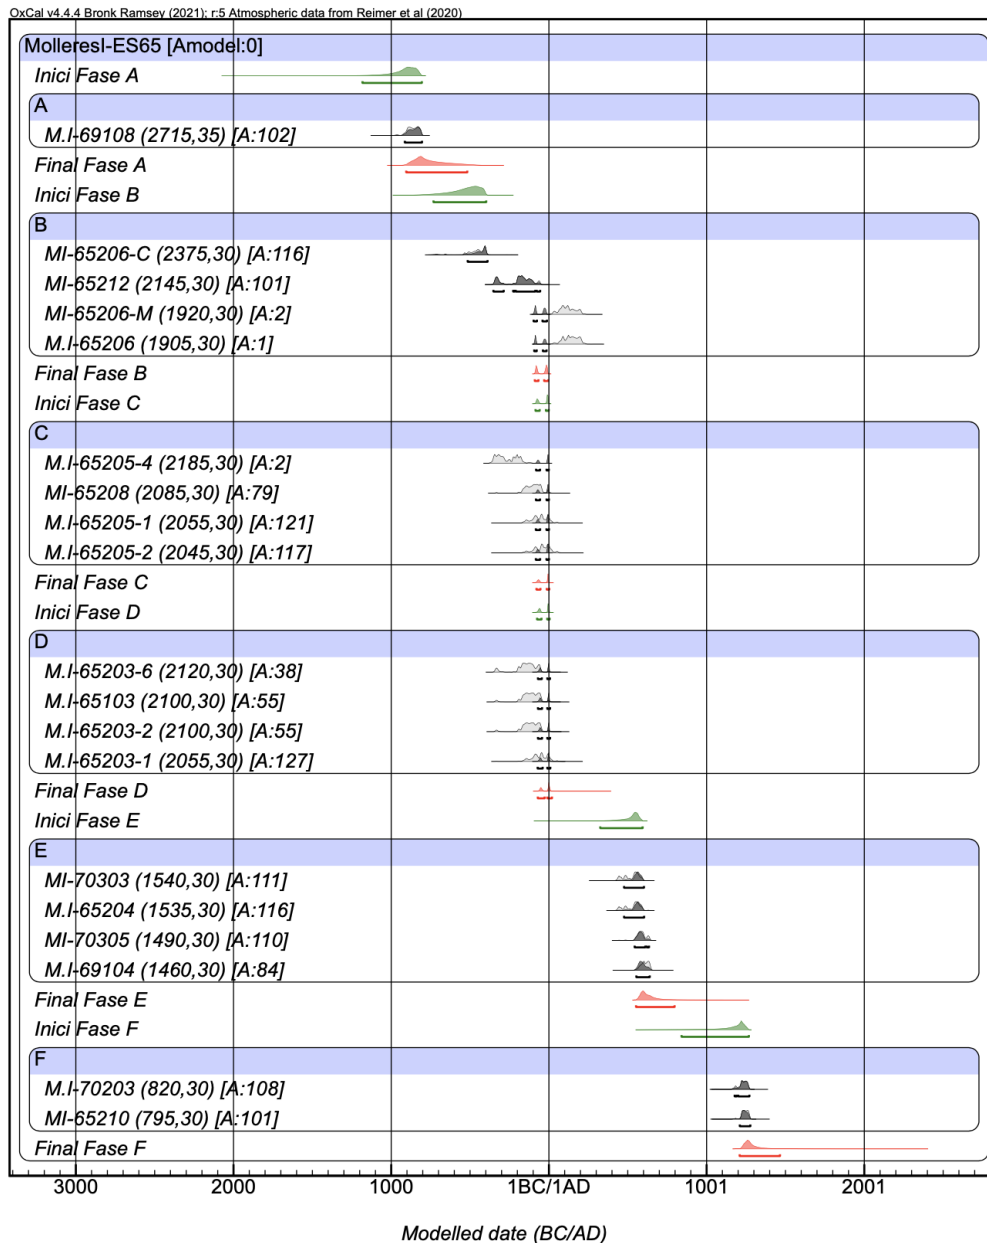 OxCal v4.4.4 Bronk Ramsey (2021); r:5 Atmospheric data from Reimer et al (2020)
MolleresI-ES65 [Amodel:0]
Inici Fase A
A
M.I-69108 (2715,35) [A:102]
Final Fase A
Inici Fase B
B
MI-65206-C (2375,30) [A:116]
MI-65212 (2145,30) [A:101]
MI-65206-M (1920,30) [A:2]
M.I-65206 (1905,30) [A:1]
Final Fase B
Inici Fase C
C
M.I-65205-4 (2185,30) [A:2]
MI-65208 (2085,30) [A:79]
M.I-65205-1 (2055,30) [A:121]
M.I-65205-2 (2045,30) [A:117]
Final Fase C
Inici Fase D
D
M.I-65203-6 (2120,30) [A:38]
M.I-65103 (2100,30) [A:55]
M.I-65203-2 (2100,30) [A:55]
M.I-65203-1 (2055,30) [A:127]
Final Fase D
Inici Fase E
E
MI-70303 (1540,30) [A:111]
M.I-65204 (1535,30) [A:116]
MI-70305 (1490,30) [A:110]
M.I-69104 (1460,30) [A:84]
Final Fase E
Inici Fase F
F
M.I-70203 (820,30) [A:108]
MI-65210 (795,30) [A:101]
Final Fase F
3000 2000 1000 1BC/1AD 1001 2001
Modelled date (BC/AD)